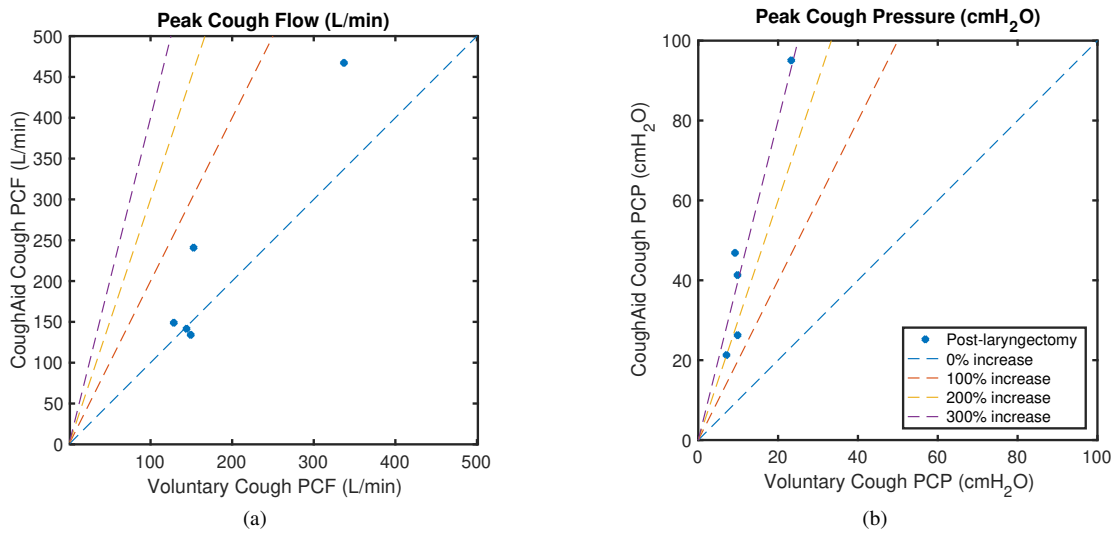 Peak Cough Flow (L/min)
500
450
400
350
300
250
200
150
100
50
0
CoughAid Cough PCF (L/min)
100 200 300 400 500
Voluntary Cough PCF (L/min)
(a)
Peak Cough Pressure (cmH₂O)
100
80
60
40
20
0
CoughAid Cough PCP (cmH₂O)
Post-laryngectomy
0% increase
100% increase
200% increase
300% increase
0 20 40 60 80 100
Voluntary Cough PCP (cmH₂O)
(b)